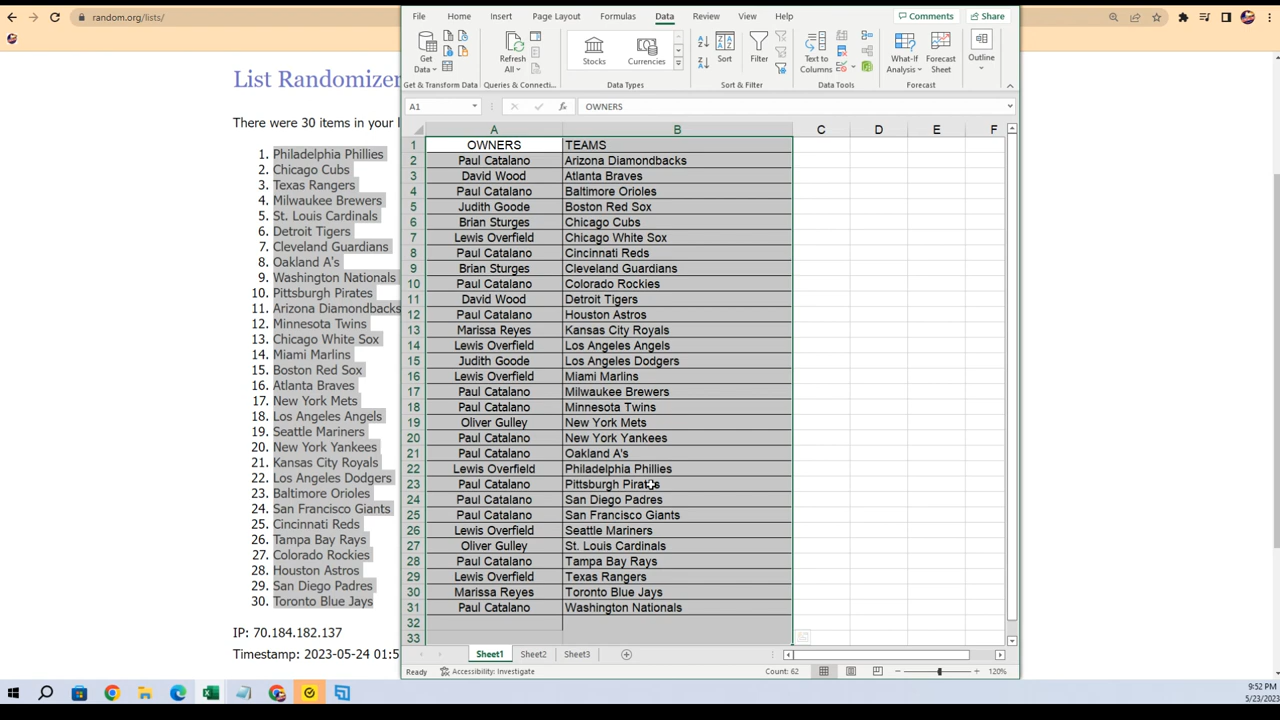 random.org/lists/
List Randomizer
There were 30 items in your l
1. Philadelphia Phillies
2. Chicago Cubs
3. Texas Rangers
4. Milwaukee Brewers
5. St. Louis Cardinals
6. Detroit Tigers
7. Cleveland Guardians
8. Oakland A's
9. Washington Nationals
10. Pittsburgh Pirates
11. Arizona Diamondbacks
12. Minnesota Twins
13. Chicago White Sox
14. Miami Marlins
15. Boston Red Sox
16. Atlanta Braves
17. New York Mets
18. Los Angeles Angels
19. Seattle Mariners
20. New York Yankees
21. Kansas City Royals
22. Los Angeles Dodgers
23. Baltimore Orioles
24. San Francisco Giants
25. Cincinnati Reds
26. Tampa Bay Rays
27. Colorado Rockies
28. Houston Astros
29. San Diego Padres
30. Toronto Blue Jays
IP: 70.184.182.137
Timestamp: 2023-05-24 01:5
File Home Insert Page Layout Formulas Data Review View Help Comments Share
Get Data Refresh All Stocks Currencies Sort Filter Text to Columns What-If Analysis Forecast Sheet Outline
Get & Transform Data Queries & Connecti... Data Types Sort & Filter Data Tools Forecast
A1 fx OWNERS
A B C D E F
1 OWNERS TEAMS
2 Paul Catalano Arizona Diamondbacks
3 David Wood Atlanta Braves
4 Paul Catalano Baltimore Orioles
5 Judith Goode Boston Red Sox
6 Brian Sturges Chicago Cubs
7 Lewis Overfield Chicago White Sox
8 Paul Catalano Cincinnati Reds
9 Brian Sturges Cleveland Guardians
10 Paul Catalano Colorado Rockies
11 David Wood Detroit Tigers
12 Paul Catalano Houston Astros
13 Marissa Reyes Kansas City Royals
14 Lewis Overfield Los Angeles Angels
15 Judith Goode Los Angeles Dodgers
16 Lewis Overfield Miami Marlins
17 Paul Catalano Milwaukee Brewers
18 Paul Catalano Minnesota Twins
19 Oliver Gulley New York Mets
20 Paul Catalano New York Yankees
21 Paul Catalano Oakland A's
22 Lewis Overfield Philadelphia Phillies
23 Paul Catalano Pittsburgh Pirates
24 Paul Catalano San Diego Padres
25 Paul Catalano San Francisco Giants
26 Lewis Overfield Seattle Mariners
27 Oliver Gulley St. Louis Cardinals
28 Paul Catalano Tampa Bay Rays
29 Lewis Overfield Texas Rangers
30 Marissa Reyes Toronto Blue Jays
31 Paul Catalano Washington Nationals
32
33
Sheet1 Sheet2 Sheet3
Ready Accessibility: Investigate Count: 62 120%
9:52 PM
5/23/2023